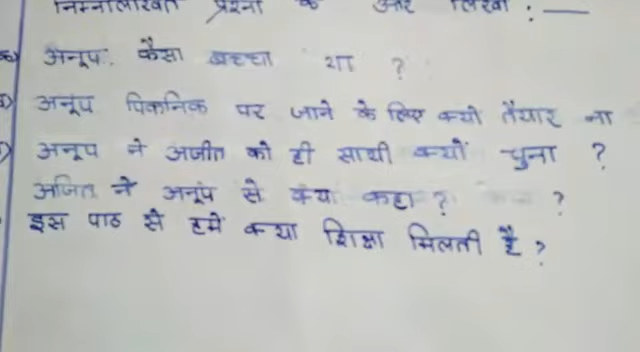 निम्नलिखित प्रश्नों के उत्तर लिखो : —
अनूप. कैसा बच्चा था ?
अनूप पिकनिक पर जाने के लिए क्यों तैयार ना
अनूप ने अजीत को ही साथी क्यों चुना ?
अजित ने अनूप से क्या कहा ? ?
इस पाठ से हमें क्या शिक्षा मिलती है ?